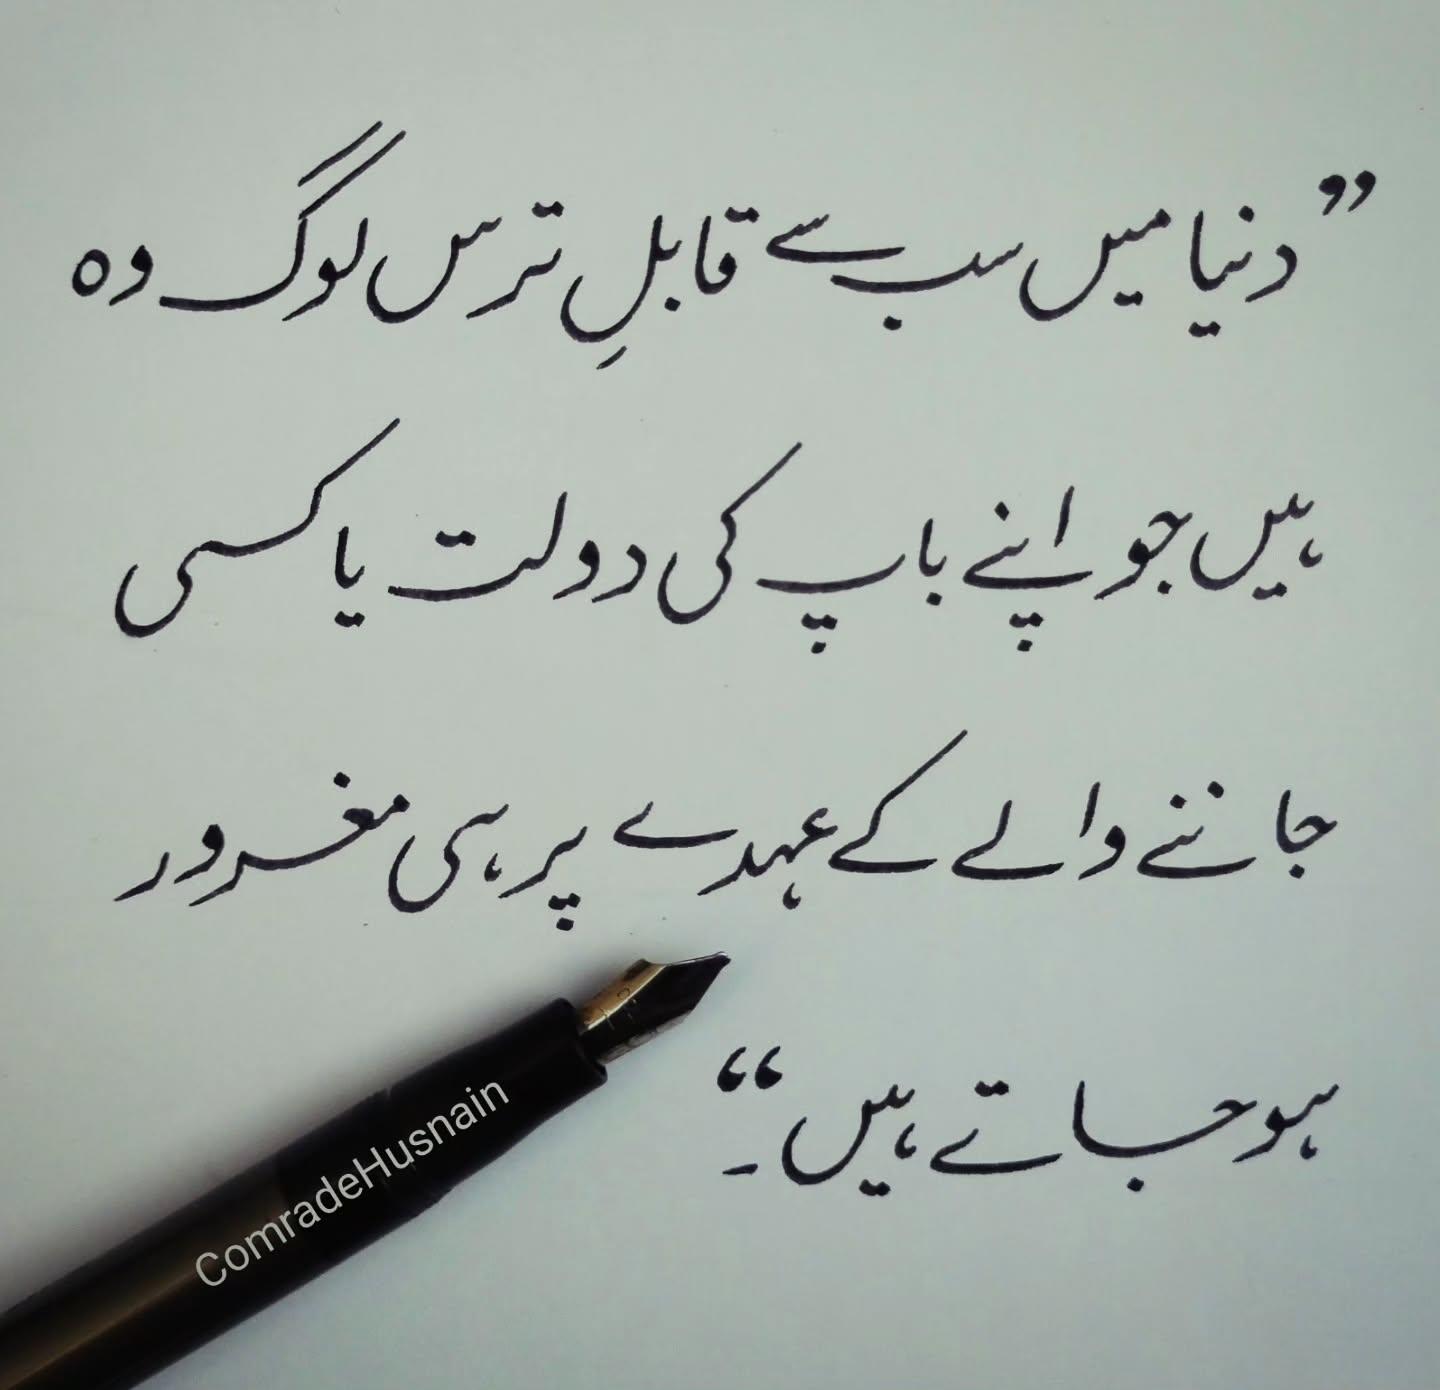 ”دنیا میں سب سے قابلِ ترس لوگ وہ
ہیں جو اپنے باپ کی دولت یا کسی
جاننے والے کے عہدے پر ہی مغرور
ہو جاتے ہیں۔“
ComradeHusnain